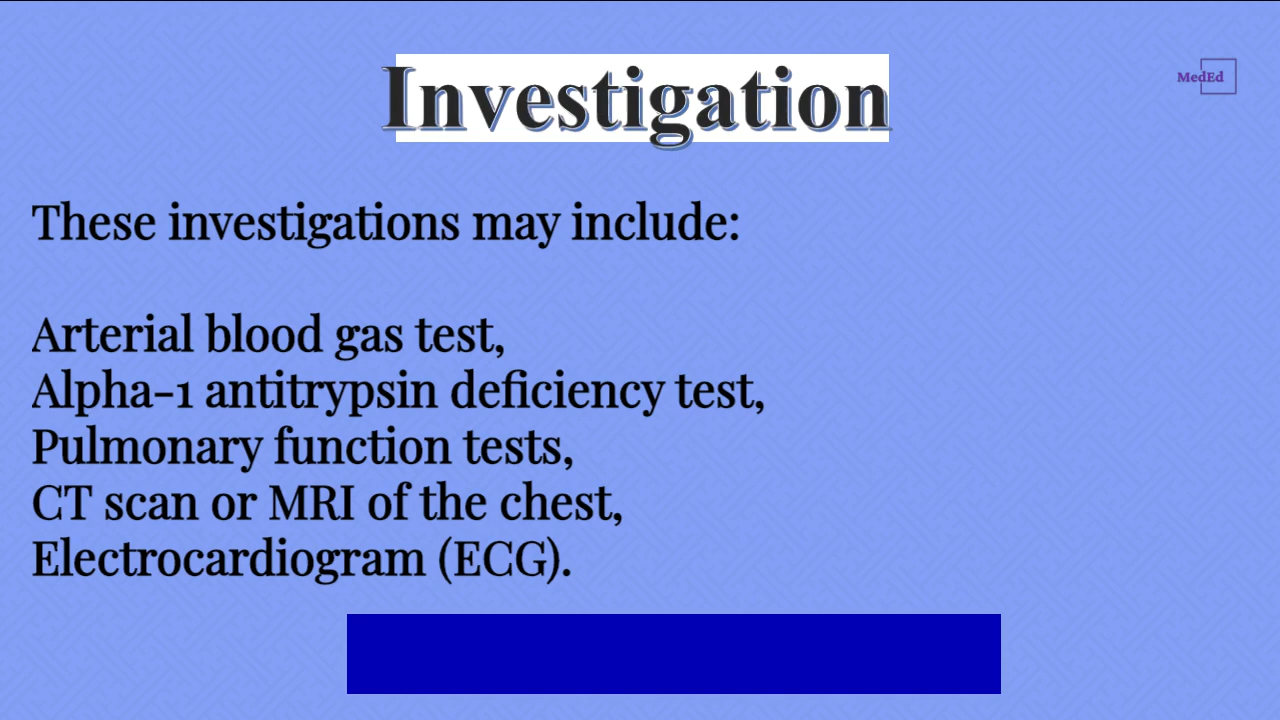 Investigation
MedEd
These investigations may include:
Arterial blood gas test,
Alpha-1 antitrypsin deficiency test,
Pulmonary function tests,
CT scan or MRI of the chest,
Electrocardiogram (ECG).